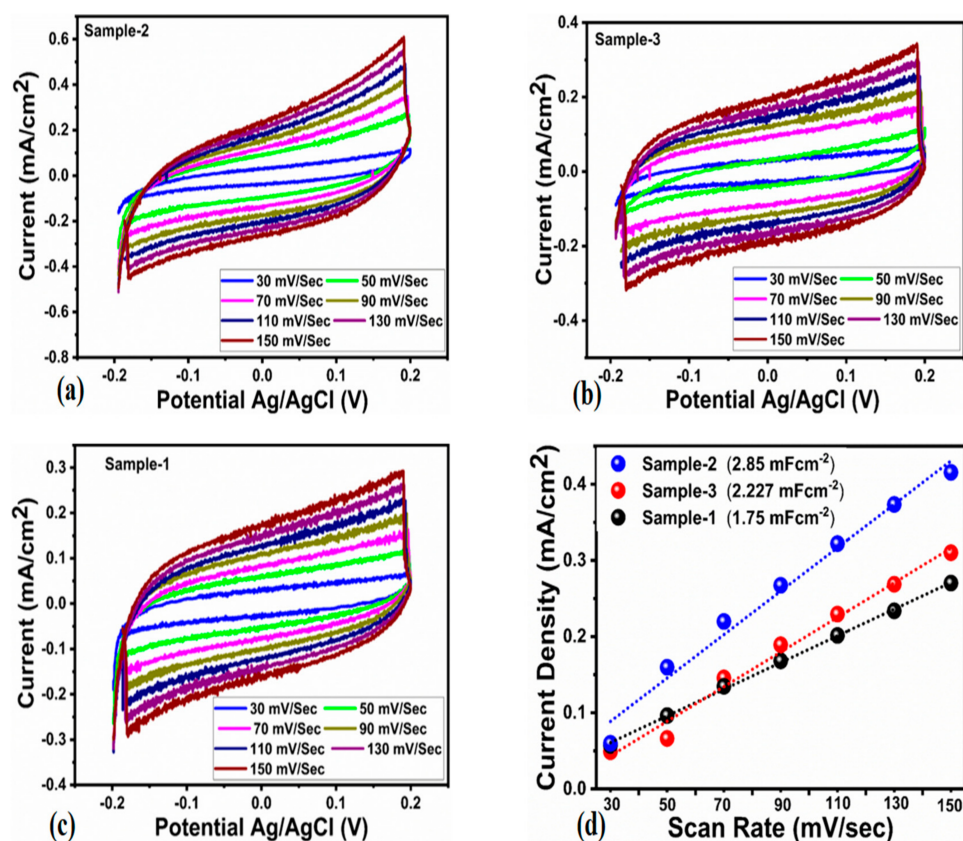 Sample-2
Current (mA/cm²)
0.6
0.4
0.2
0.0
-0.2
-0.4
-0.6
-0.8
30 mV/Sec 50 mV/Sec
70 mV/Sec 90 mV/Sec
110 mV/Sec 130 mV/Sec
150 mV/Sec
-0.2 -0.1 0.0 0.1 0.2
(a) Potential Ag/AgCl (V)
Sample-3
Current (mA/cm²)
0.4
0.2
0.0
-0.2
-0.4
30 mV/Sec 50 mV/Sec
70 mV/Sec 90 mV/Sec
110 mV/Sec 130 mV/Sec
150 mV/Sec
-0.2 -0.1 0.0 0.1 0.2
(b) Potential Ag/AgCl (V)
Sample-1
Current (mA/cm²)
0.3
0.2
0.1
0.0
-0.1
-0.2
-0.3
-0.4
30 mV/Sec 50 mV/Sec
70 mV/Sec 90 mV/Sec
110 mV/Sec 130 mV/Sec
150 mV/Sec
-0.2 -0.1 0.0 0.1 0.2
(c) Potential Ag/AgCl (V)
Sample-2 (2.85 mFcm⁻²)
Sample-3 (2.227 mFcm⁻²)
Sample-1 (1.75 mFcm⁻²)
Current Density (mA/cm²)
0.4
0.3
0.2
0.1
0.0
30 50 70 90 110 130 150
(d) Scan Rate (mV/sec)